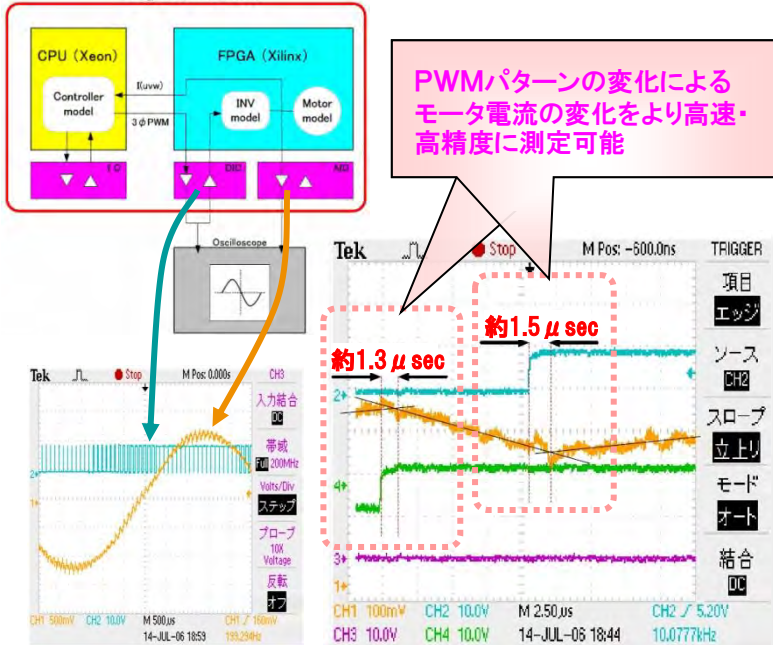 CPU (Xeon)
FPGA (Xilinx)
I(uvw)
Controller
model
3φPWM
INV
model
Motor
model
DIO
A/D
Oscilloscope
PWMパターンの変化による
モータ電流の変化をより高速・
高精度に測定可能
Tek
Stop
M Pos: 0.000s
CH3
入力結合
DC
帯域
Full 200MHz
Volts/Div
ステップ
プローブ
10X
Voltage
反転
オフ
2+
1+
CH1 500mV
CH2 10.0V
M 500µs
CH1 ∫ 160mV
14-JUL-06 18:59
199.294Hz
Tek
Stop
M Pos: -600.0ns
TRIGGER
項目
エッジ
ソース
CH2
スロープ
立上り
モード
オート
結合
DC
約1.3μsec
約1.5μsec
2+
4+
3+
1+
CH1 100mV
CH2 10.0V
M 2.50µs
CH2 ∫ 5.20V
CH3 10.0V
CH4 10.0V
14-JUL-06 18:44
10.0777kHz